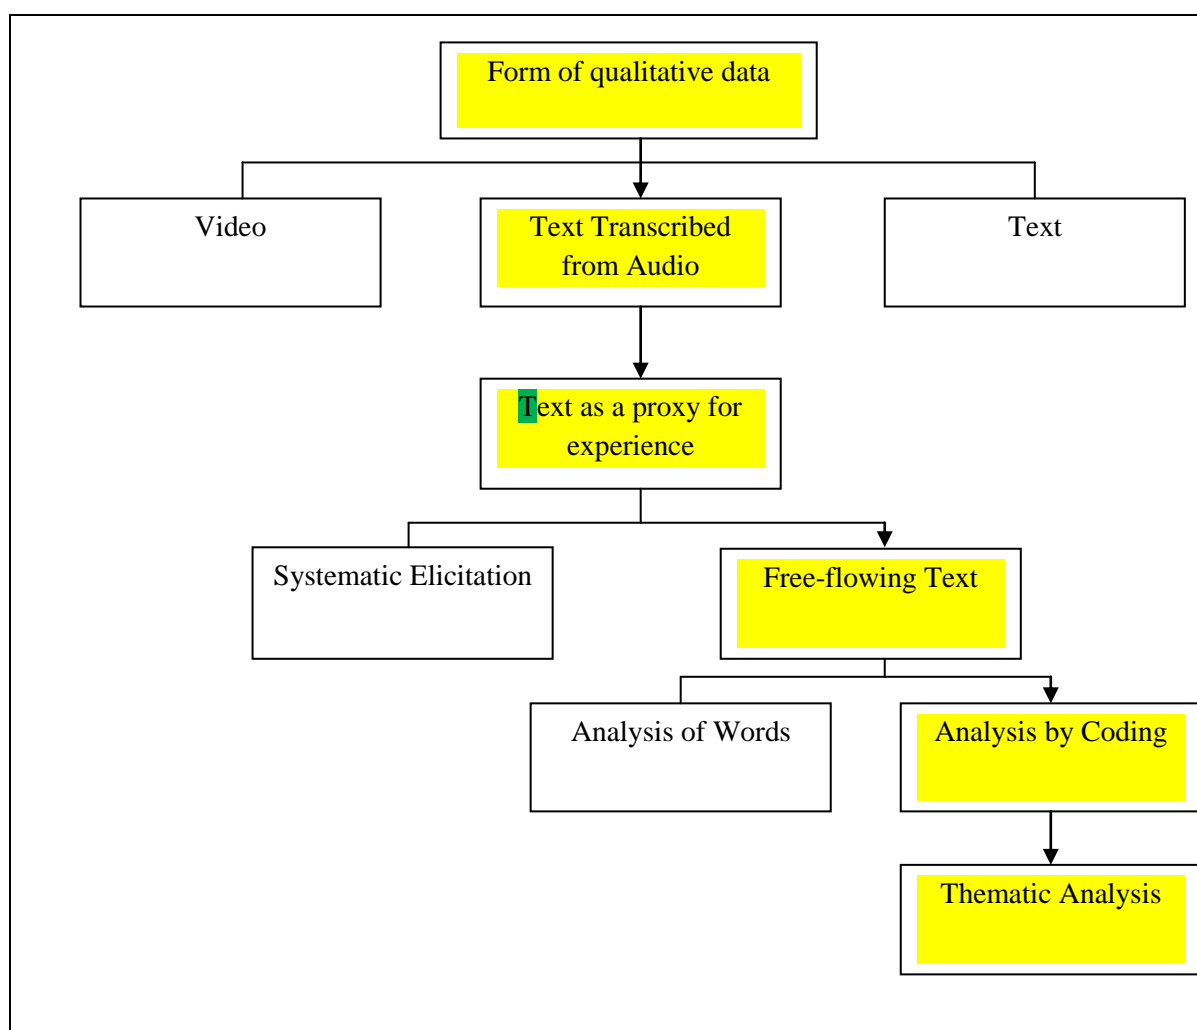 Form of qualitative data
Video
Text Transcribed
from Audio
Text
Text as a proxy for
experience
Systematic Elicitation
Free-flowing Text
Analysis of Words
Analysis by Coding
Thematic Analysis